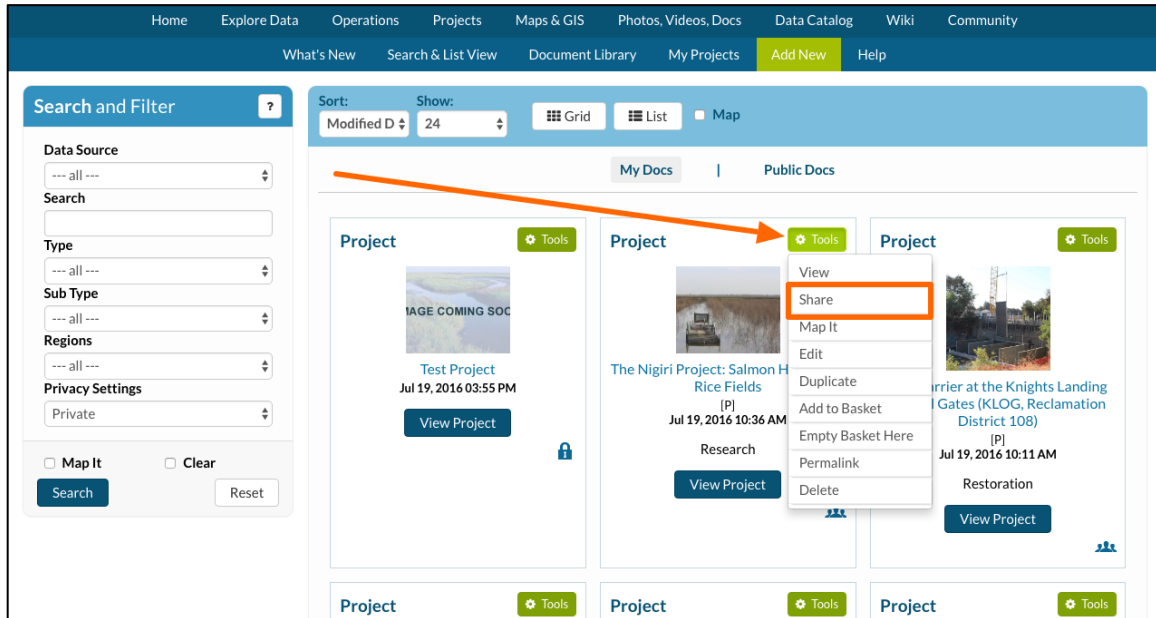 Home Explore Data Operations Projects Maps & GIS Photos, Videos, Docs Data Catalog Wiki Community
What's New Search & List View Document Library My Projects Add New Help
Search and Filter ?
Data Source
--- all ---
Search
Type
--- all ---
Sub Type
--- all ---
Regions
--- all ---
Privacy Settings
Private
Map It Clear
Search Reset
Sort: Show:
Modified D 24 Grid List Map
My Docs | Public Docs
Project Tools
IMAGE COMING SOO
Test Project
Jul 19, 2016 03:55 PM
View Project
Project Tools
The Nigiri Project: Salmon H
Rice Fields
[P]
Jul 19, 2016 10:36 AM
Research
View Project
View
Share
Map It
Edit
Duplicate
Add to Basket
Empty Basket Here
Permalink
Delete
Project Tools
rrier at the Knights Landing
l Gates (KLOG, Reclamation
District 108)
[P]
Jul 19, 2016 10:11 AM
Restoration
View Project
Project Tools
Project Tools
Project Tools